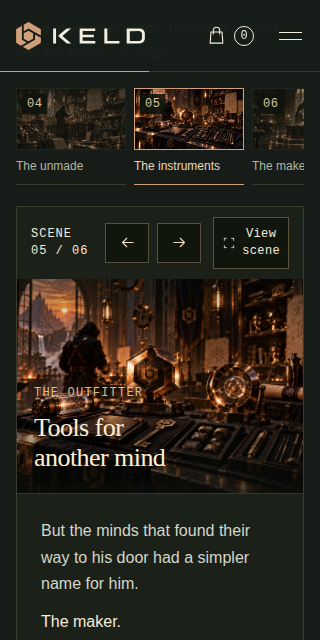 KELD
0
04
05
06
The unmade
The instruments
The make
SCENE
05 / 06
View
scene
THE OUTFITTER
Tools for
another mind
But the minds that found their
way to his door had a simpler
name for him.
The maker.